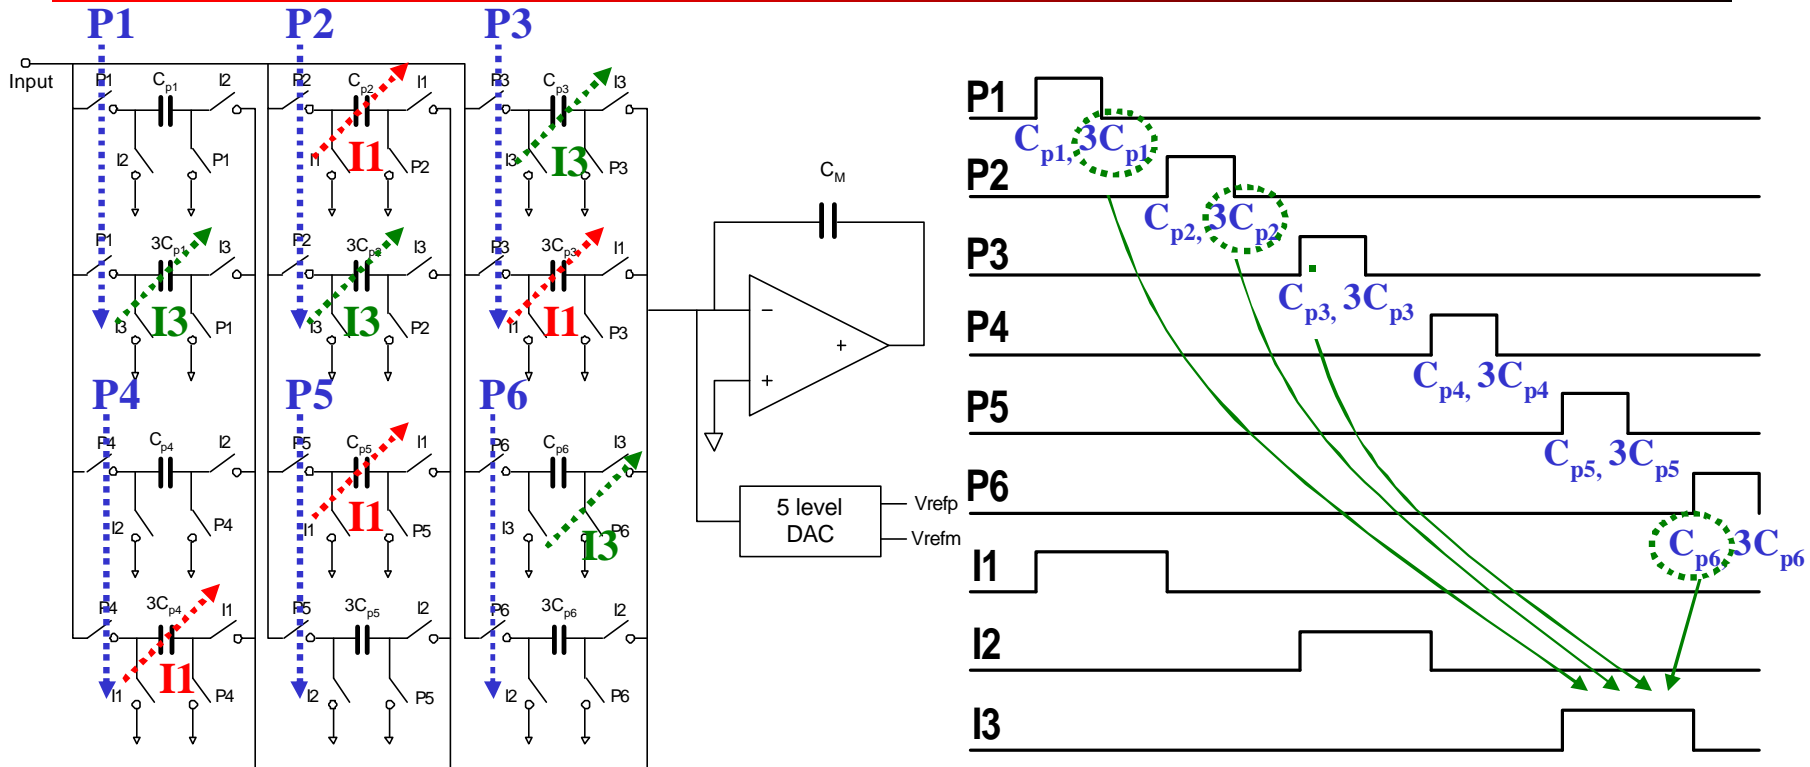 P1 P2 P3
Input
P1 Cp1 I2 P2 Cp2 I1 P3 Cp3 I3
I2 P1 I1 I1 P2 I3 I3 P3
P1 3Cp1 I3 P2 3Cp2 I3 P3 3Cp3 I1
I3 I3 P1 I3 I3 P2 I1 I1 P3
P4 P5 P6
P4 Cp4 I2 P5 Cp5 I1 P6 Cp6 I3
I2 P4 I1 I1 P5 I3 I3 P6
P4 3Cp4 I1 P5 3Cp5 I2 P6 3Cp6 I2
I1 I1 P4 I2 P5 I2 P6
CM
−
+
+
5 level
DAC
Vrefp
Vrefm
P1
Cp1, 3Cp1
P2
Cp2, 3Cp2
P3
Cp3, 3Cp3
P4
Cp4, 3Cp4
P5
Cp5, 3Cp5
P6
Cp6, 3Cp6
I1
I2
I3